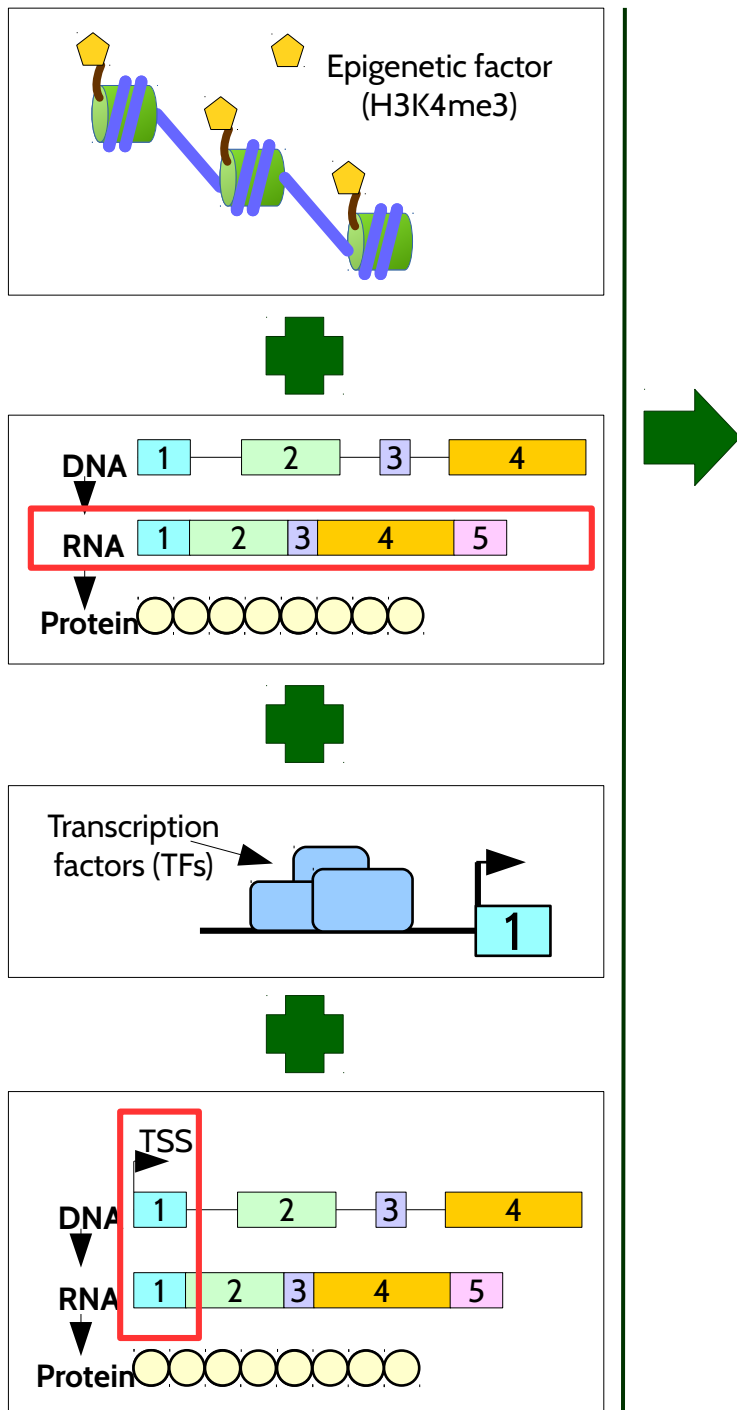 Epigenetic factor
(H3K4me3)
DNA 1 2 3 4
RNA 1 2 3 4 5
Protein
Transcription
factors (TFs)
1
TSS
DNA 1 2 3 4
RNA 1 2 3 4 5
Protein